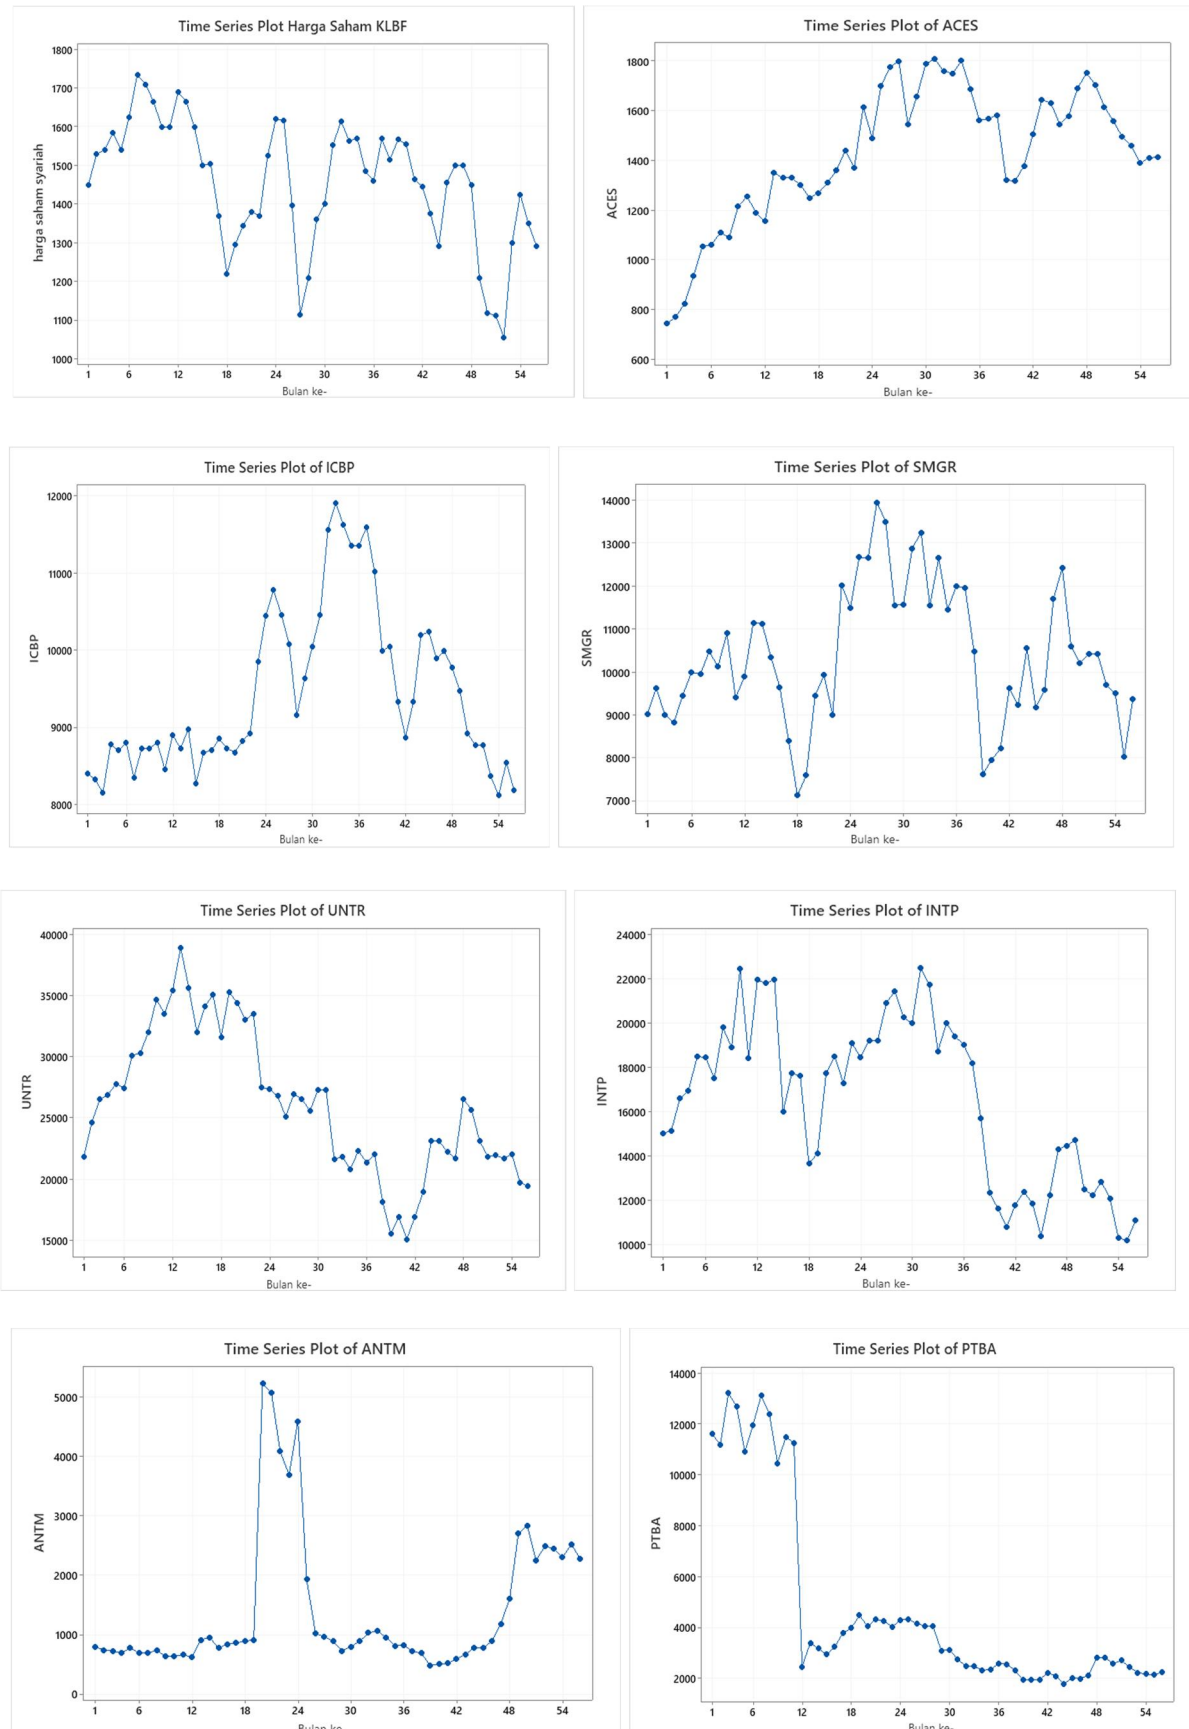 Time Series Plot Harga Saham KLBF
harga saham syariah
1800
1700
1600
1500
1400
1300
1200
1100
1000
1 6 12 18 24 30 36 42 48 54
Bulan ke-
Time Series Plot of ACES
ACES
1800
1600
1400
1200
1000
800
600
1 6 12 18 24 30 36 42 48 54
Bulan ke-
Time Series Plot of ICBP
ICBP
12000
11000
10000
9000
8000
1 6 12 18 24 30 36 42 48 54
Bulan ke-
Time Series Plot of SMGR
SMGR
14000
13000
12000
11000
10000
9000
8000
7000
1 6 12 18 24 30 36 42 48 54
Bulan ke-
Time Series Plot of UNTR
UNTR
40000
35000
30000
25000
20000
15000
1 6 12 18 24 30 36 42 48 54
Bulan ke-
Time Series Plot of INTP
INTP
24000
22000
20000
18000
16000
14000
12000
10000
1 6 12 18 24 30 36 42 48 54
Bulan ke-
Time Series Plot of ANTM
ANTM
5000
4000
3000
2000
1000
0
1 6 12 18 24 30 36 42 48 54
Bulan ke-
Time Series Plot of PTBA
PTBA
14000
12000
10000
8000
6000
4000
2000
1 6 12 18 24 30 36 42 48 54
Bulan ke-